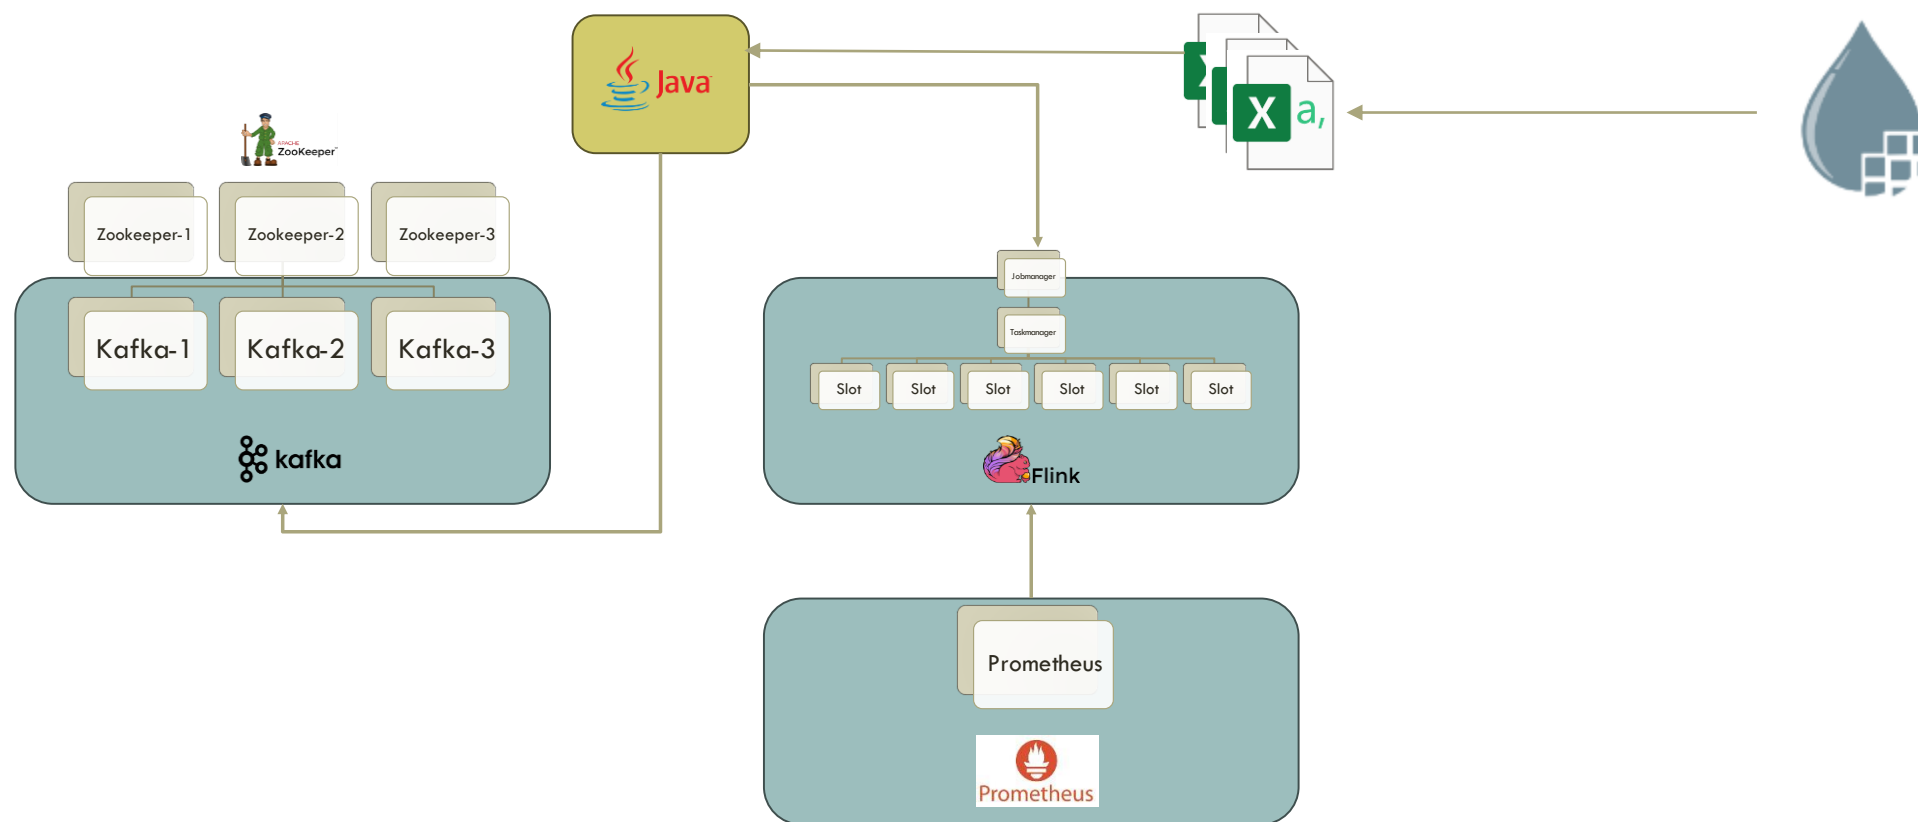 Java
X a,
APACHE
ZooKeeper™
Zookeeper-1
Zookeeper-2
Zookeeper-3
Jobmanager
Taskmanager
Kafka-1
Kafka-2
Kafka-3
Slot
Slot
Slot
Slot
Slot
Slot
kafka
Flink
Prometheus
Prometheus